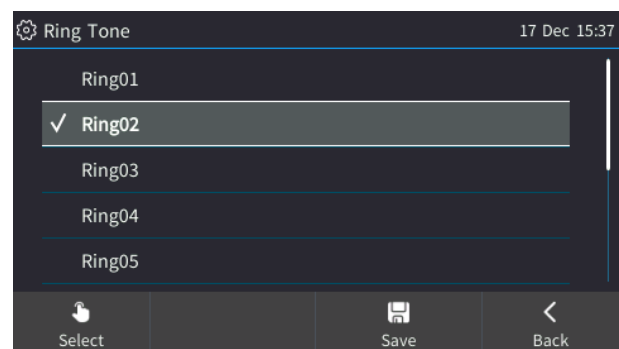 Ring Tone 17 Dec 15:37
Ring01
Ring02
Ring03
Ring04
Ring05
Select Save Back